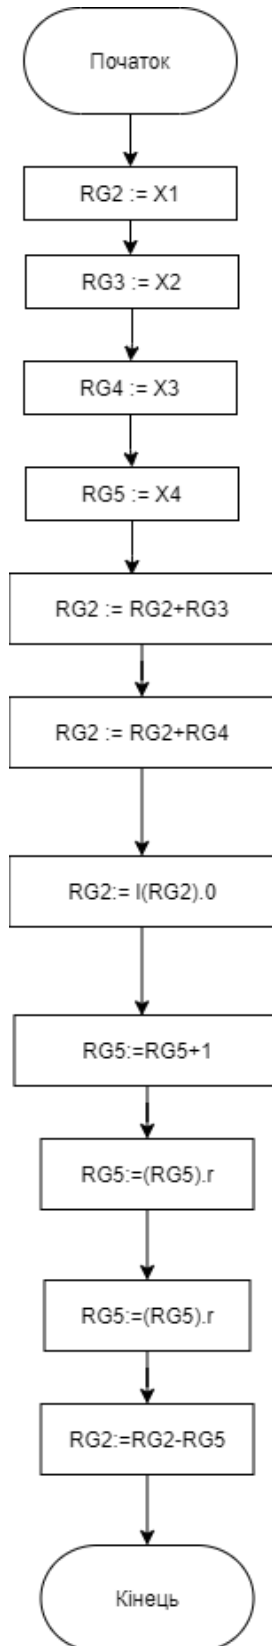 Початок
RG2 := X1
RG3 := X2
RG4 := X3
RG5 := X4
RG2 := RG2+RG3
RG2 := RG2+RG4
RG2:= l(RG2).0
RG5:=RG5+1
RG5:=(RG5).r
RG5:=(RG5).r
RG2:=RG2-RG5
Кінець